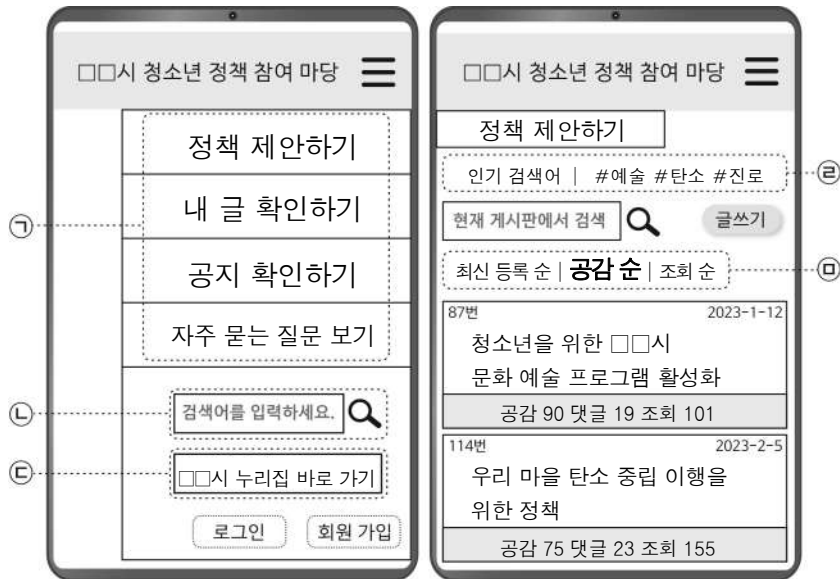 □□시 청소년 정책 참여 마당
정책 제안하기
내 글 확인하기
공지 확인하기
자주 묻는 질문 보기
검색어를 입력하세요.
□□시 누리집 바로 가기
로그인 회원 가입
㉠
㉡
㉢
□□시 청소년 정책 참여 마당
정책 제안하기
인기 검색어 | #예술 #탄소 #진로
현재 게시판에서 검색 글쓰기
최신 등록 순 | 공감 순 | 조회 순
87번 2023-1-12
청소년을 위한 □□시
문화 예술 프로그램 활성화
공감 90 댓글 19 조회 101
114번 2023-2-5
우리 마을 탄소 중립 이행을
위한 정책
공감 75 댓글 23 조회 155
㉣
㉤